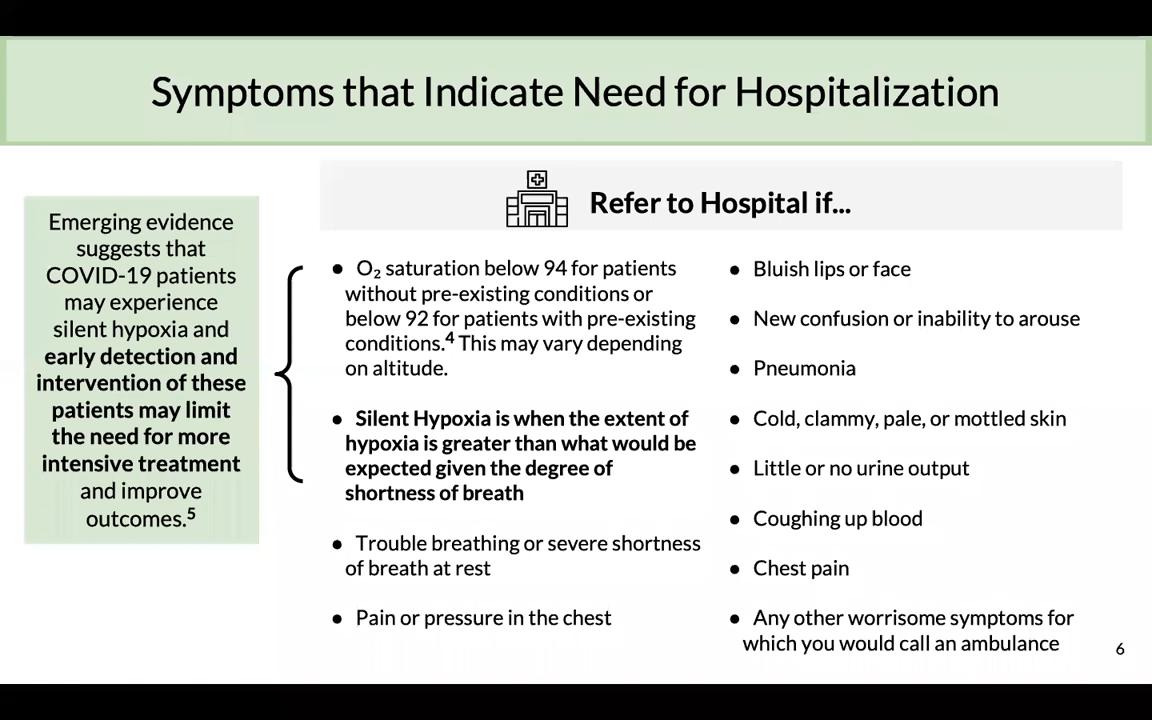 Symptoms that Indicate Need for Hospitalization
Emerging evidence
suggests that
COVID-19 patients
may experience
silent hypoxia and
early detection and
intervention of these
patients may limit
the need for more
intensive treatment
and improve
outcomes.5
Refer to Hospital if...
● O₂ saturation below 94 for patients
without pre-existing conditions or
below 92 for patients with pre-existing
conditions.4 This may vary depending
on altitude.
● Silent Hypoxia is when the extent of
hypoxia is greater than what would be
expected given the degree of
shortness of breath
● Trouble breathing or severe shortness
of breath at rest
● Pain or pressure in the chest
● Bluish lips or face
● New confusion or inability to arouse
● Pneumonia
● Cold, clammy, pale, or mottled skin
● Little or no urine output
● Coughing up blood
● Chest pain
● Any other worrisome symptoms for
which you would call an ambulance
6